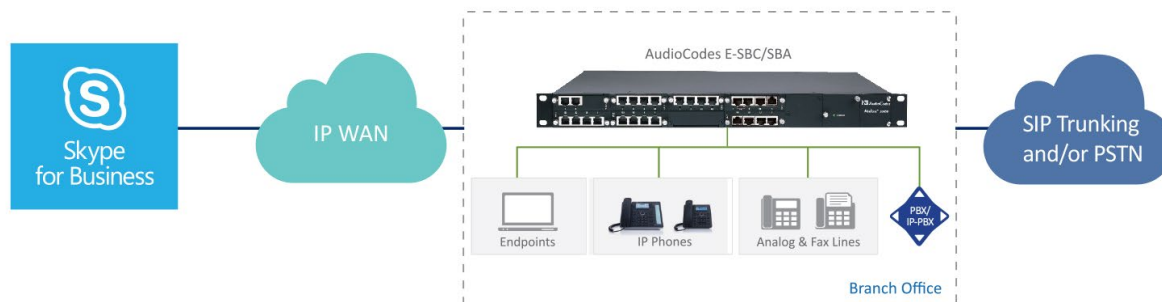 S
Skype
for Business
IP WAN
AudioCodes E-SBC/SBA
Endpoints
IP Phones
Analog & Fax Lines
PBX/
IP-PBX
Branch Office
SIP Trunking
and/or PSTN